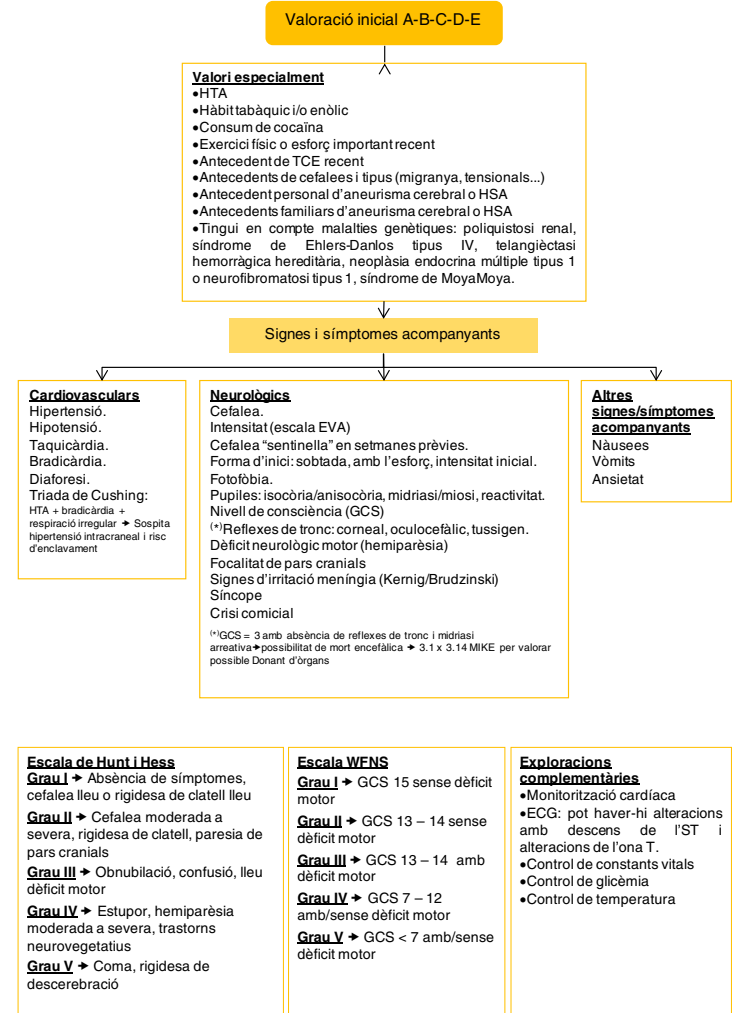 Valoració inicial A-B-C-D-E
Valori especialment
•HTA
•Hàbit tabàquic i/o enòlic
•Consum de cocaïna
•Exercici físic o esforç important recent
•Antecedent de TCE recent
•Antecedents de cefalees i tipus (migranya, tensionals...)
•Antecedent personal d'aneurisma cerebral o HSA
•Antecedents familiars d'aneurisma cerebral o HSA
•Tingui en compte malalties genètiques: poliquistosi renal,
síndrome de Ehlers-Danlos tipus IV, telangièctasi
hemorràgica hereditària, neoplàsia endocrina múltiple tipus 1
o neurofibromatosi tipus 1, síndrome de MoyaMoya.
Signes i símptomes acompanyants
Cardiovasculars
Hipertensió.
Hipotensió.
Taquicàrdia.
Bradicàrdia.
Diaforesi.
Triada de Cushing:
HTA + bradicàrdia +
respiració irregular → Sospita
hipertensió intracraneal i risc
d'enclavament
Neurològics
Cefalea.
Intensitat (escala EVA)
Cefalea "sentinella" en setmanes prèvies.
Forma d'inici: sobtada, amb l'esforç, intensitat inicial.
Fotofòbia.
Pupiles: isocòria/anisocòria, midriasi/miosi, reactivitat.
Nivell de consciència (GCS)
(*)Reflexes de tronc: corneal, oculocefàlic, tussigen.
Dèficit neurològic motor (hemiparèsia)
Focalitat de pars cranials
Signes d'irritació meníngia (Kernig/Brudzinski)
Síncope
Crisi comicial
(*)GCS = 3 amb absència de reflexes de tronc i midriasi
arreativa→possibilitat de mort encefàlica → 3.1 x 3.14 MIKE per valorar
possible Donant d'òrgans
Altres
signes/símptomes
acompanyants
Nàusees
Vòmits
Ansietat
Escala de Hunt i Hess
Grau I → Absència de símptomes,
cefalea lleu o rigidesa de clatell lleu
Grau II → Cefalea moderada a
severa, rigidesa de clatell, paresia de
pars cranials
Grau III → Obnubilació, confusió, lleu
dèficit motor
Grau IV → Estupor, hemiparèsia
moderada a severa, trastorns
neurovegetatius
Grau V → Coma, rigidesa de
descerebració
Escala WFNS
Grau I → GCS 15 sense dèficit
motor
Grau II → GCS 13 – 14 sense
dèficit motor
Grau III → GCS 13 – 14 amb
dèficit motor
Grau IV → GCS 7 – 12
amb/sense dèficit motor
Grau V → GCS < 7 amb/sense
dèficit motor
Exploracions
complementàries
•Monitorització cardíaca
•ECG: pot haver-hi alteracions
amb descens de l'ST i
alteracions de l'ona T.
•Control de constants vitals
•Control de glicèmia
•Control de temperatura